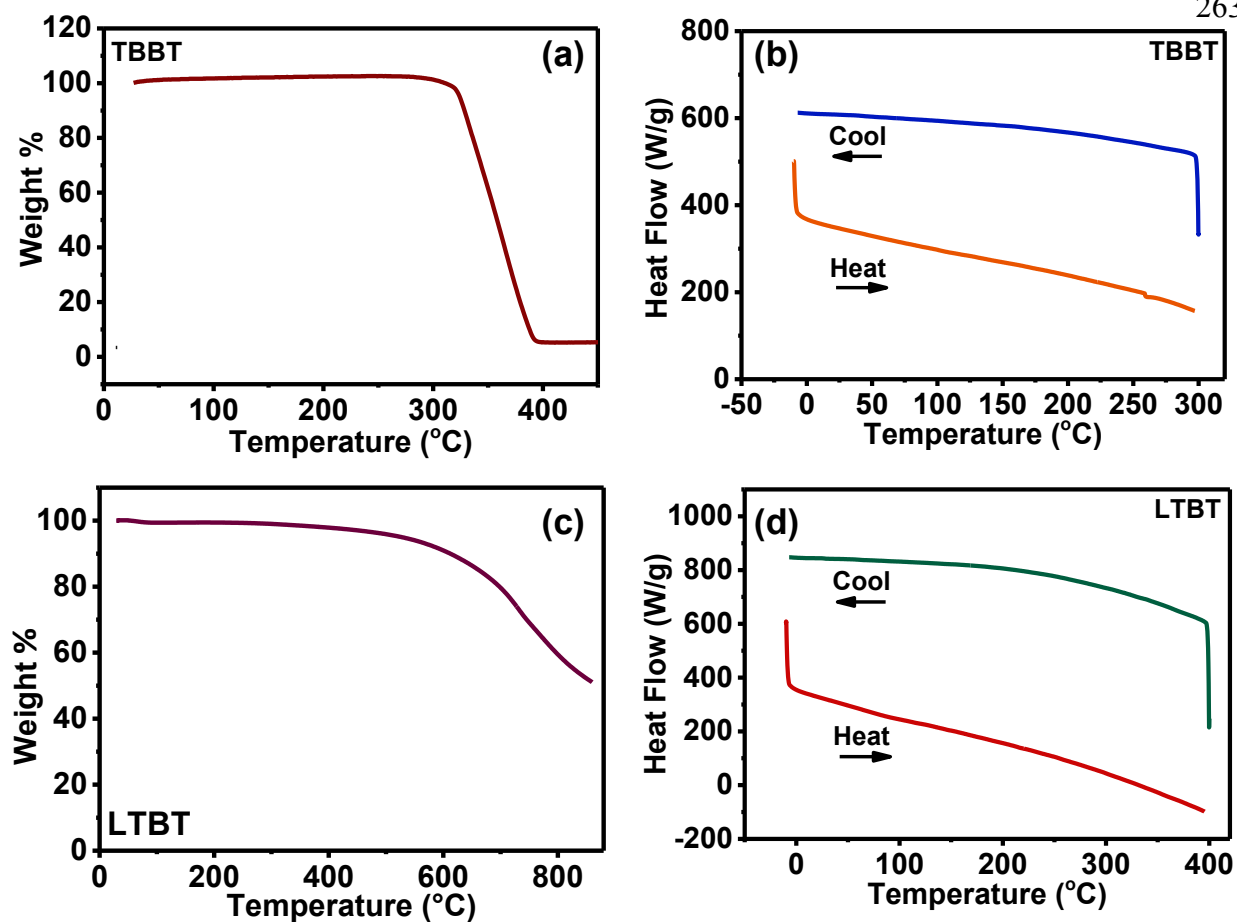 263
TBBT
(a)
120
100
80
60
40
20
0
Weight %
0 100 200 300 400
Temperature (°C)
(b)
TBBT
800
600
400
200
0
Heat Flow (W/g)
Cool
Heat
-50 0 50 100 150 200 250 300
Temperature (°C)
(c)
100
80
60
40
20
0
Weight %
LTBT
0 200 400 600 800
Temperature (°C)
(d)
LTBT
1000
800
600
400
200
0
-200
Heat Flow (W/g)
Cool
Heat
0 100 200 300 400
Temperature (°C)